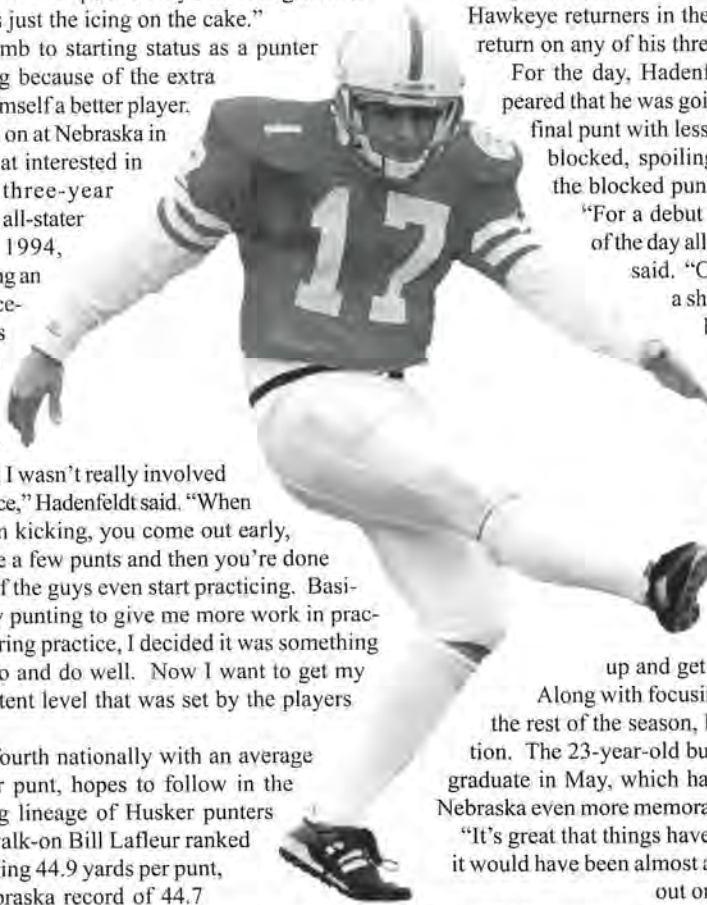 s just the icing on the cake.”
mb to starting status as a punter
g because of the extra
mself a better player.
on at Nebraska in
at interested in
three-year
all-stater
1994,
ng an
ce-
s
I wasn’t really involved
ce,” Hadenfeldt said. “When
n kicking, you come out early,
e a few punts and then you’re done
f the guys even start practicing. Basi-
y punting to give me more work in prac-
ring practice, I decided it was something
o and do well. Now I want to get my
tent level that was set by the players
fourth nationally with an average
r punt, hopes to follow in the
g lineage of Husker punters
alk-on Bill Lafleur ranked
ing 44.9 yards per punt,
braska record of 44.7
17
Hawkeye returners in the
return on any of his thre
For the day, Hadenf
peared that he was goi
final punt with less
blocked, spoiling
the blocked pun
“For a debut
of the day all
said. “C
a sh
up and get
Along with focusin
the rest of the season, h
tion. The 23-year-old bu
graduate in May, which ha
Nebraska even more memora
“It’s great that things have
it would have been almost a
out on